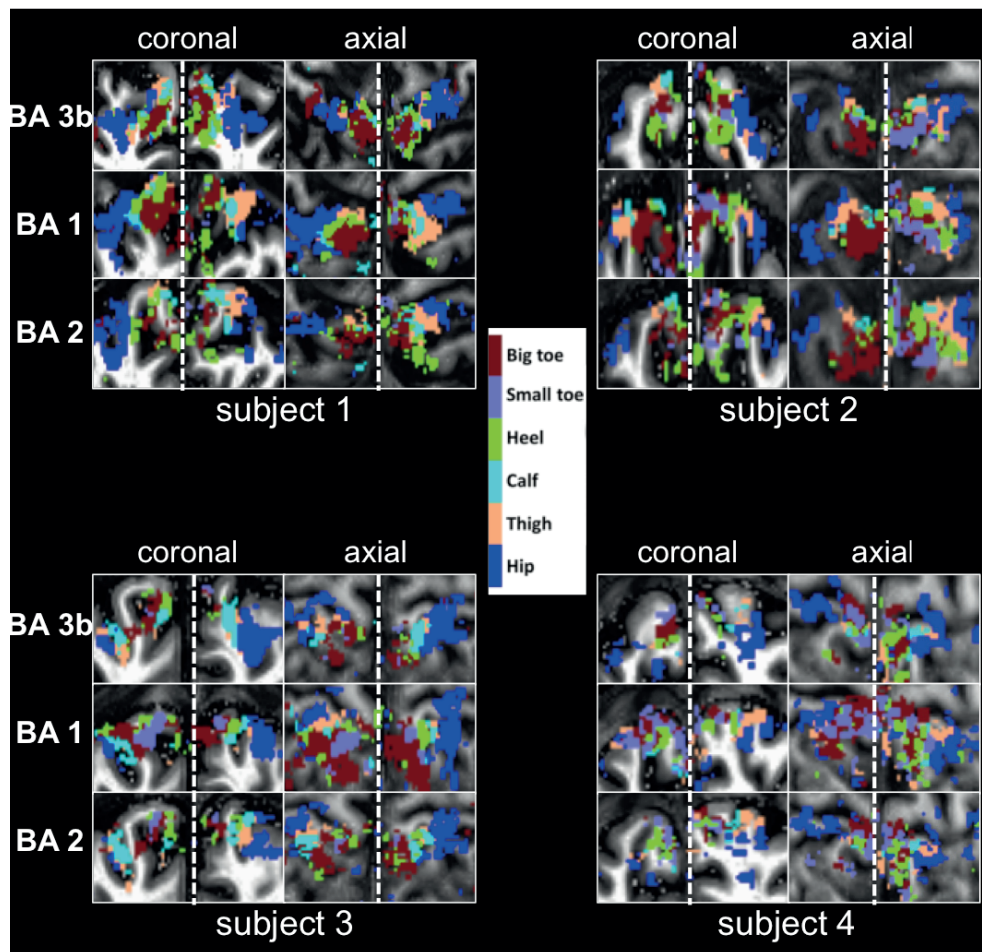 coronal axial
coronal axial
BA 3b
BA 1
BA 2
subject 1
subject 2
Big toe
Small toe
Heel
Calf
Thigh
Hip
coronal axial
coronal axial
BA 3b
BA 1
BA 2
subject 3
subject 4